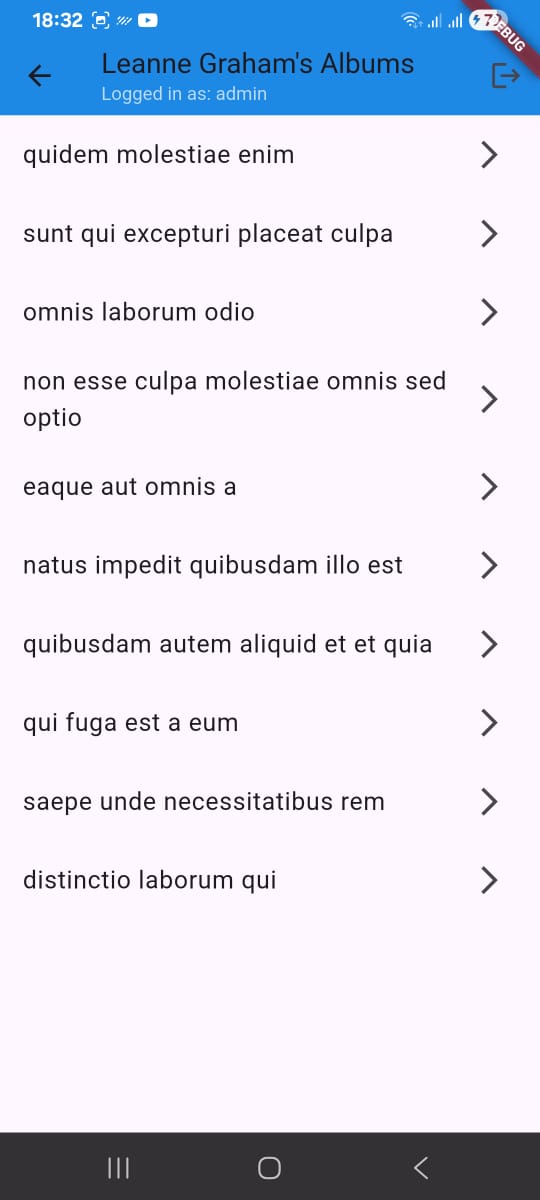 18:32
Leanne Graham's Albums
Logged in as: admin
DEBUG
quidem molestiae enim
sunt qui excepturi placeat culpa
omnis laborum odio
non esse culpa molestiae omnis sed
optio
eaque aut omnis a
natus impedit quibusdam illo est
quibusdam autem aliquid et et quia
qui fuga est a eum
saepe unde necessitatibus rem
distinctio laborum qui